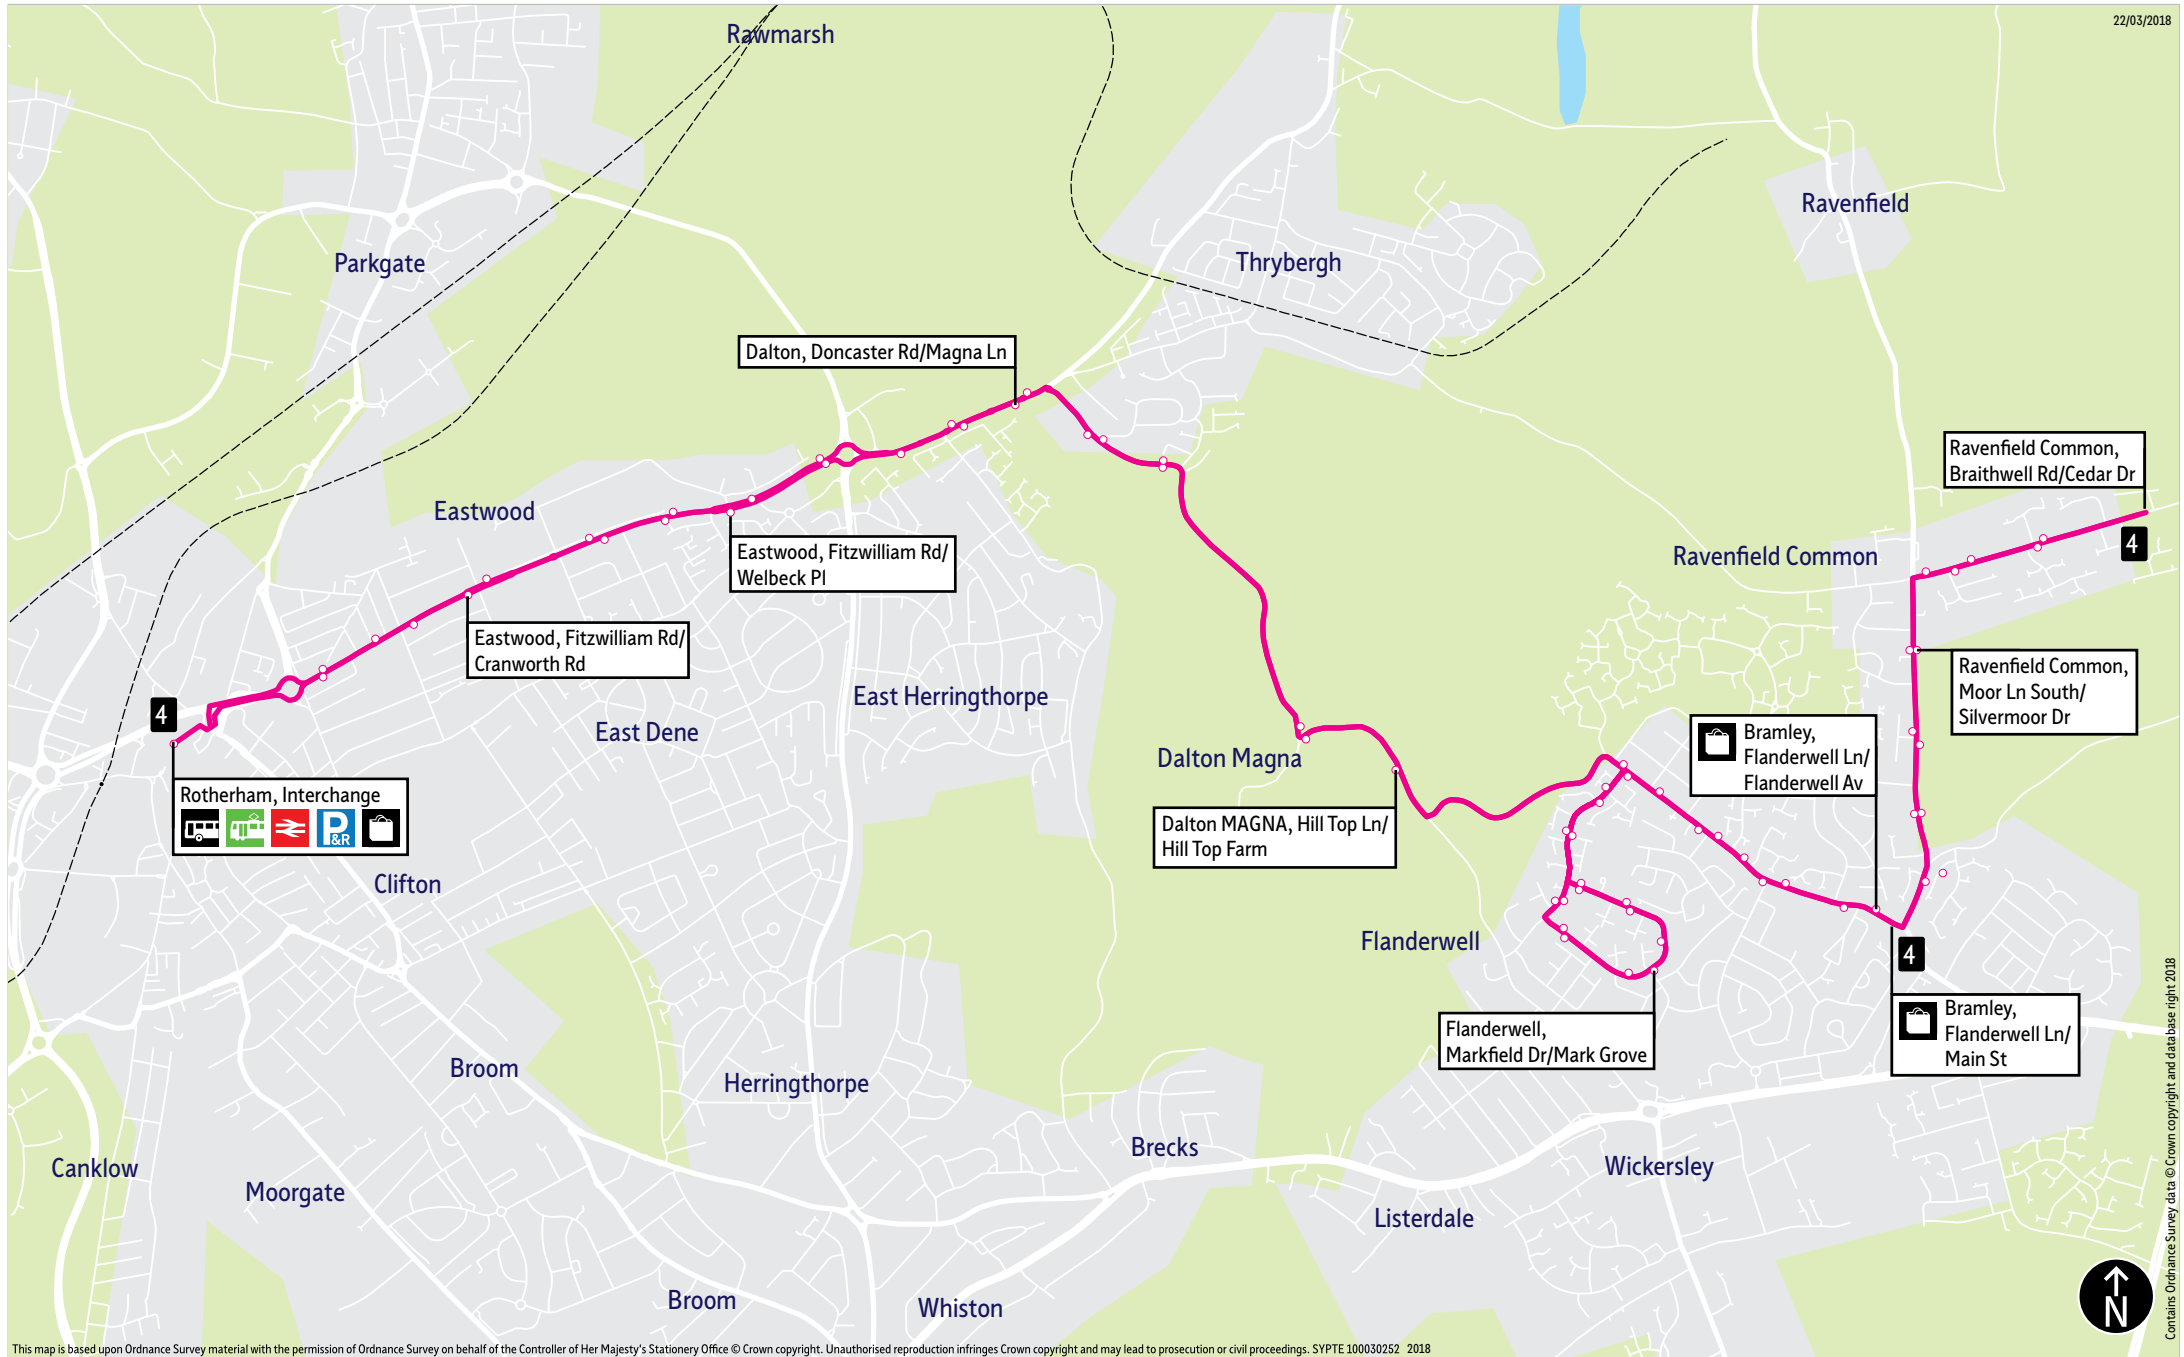 22/03/2018
Rawmarsh
Ravenfield
Parkgate
Thrybergh
Dalton, Doncaster Rd/Magna Ln
Ravenfield Common,
Braithwell Rd/Cedar Dr
4
Eastwood
Eastwood, Fitzwilliam Rd/
Welbeck Pl
Ravenfield Common
Eastwood, Fitzwilliam Rd/
Cranworth Rd
Ravenfield Common,
Moor Ln South/
Silvermoor Dr
East Herringthorpe
4
East Dene
Bramley,
Flanderwell Ln/
Flanderwell Av
Dalton Magna
Rotherham, Interchange
P
&R
Dalton MAGNA, Hill Top Ln/
Hill Top Farm
Clifton
Flanderwell
4
Bramley,
Flanderwell Ln/
Main St
Flanderwell,
Markfield Dr/Mark Grove
Broom
Herringthorpe
Brecks
Canklow
Wickersley
Moorgate
Listerdale
Broom
Whiston
N
Contains Ordnance Survey data © Crown copyright and database right 2018
This map is based upon Ordnance Survey material with the permission of Ordnance Survey on behalf of the Controller of Her Majesty's Stationery Office © Crown copyright. Unauthorised reproduction infringes Crown copyright and may lead to prosecution or civil proceedings. SYPTE 100030252 2018